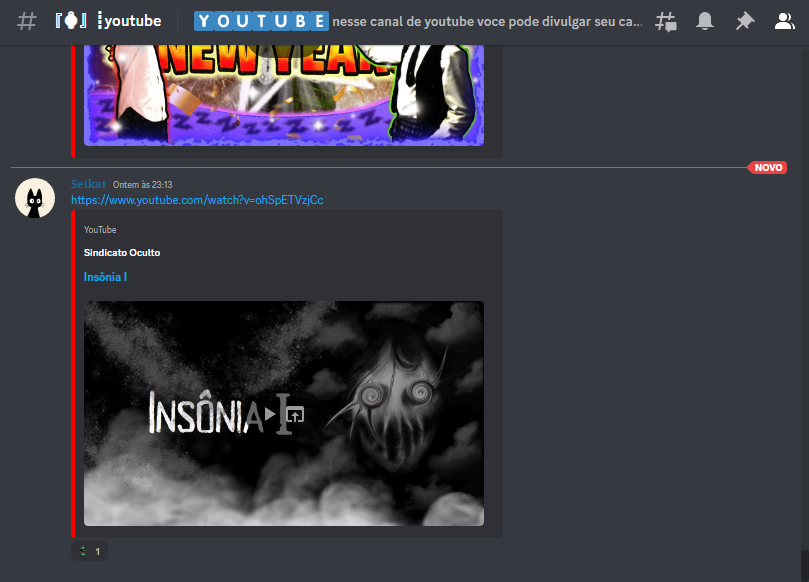 youtube
YOUTUBE nesse canal de youtube voce pode divulgar seu ca...
NEW YEAR
z z z z z z z z z
NOVO
Seikat Ontem às 23:13
https://www.youtube.com/watch?v=ohSpETVzjCc
YouTube
Sindicato Oculto
Insônia I
INSÔNIA I
1